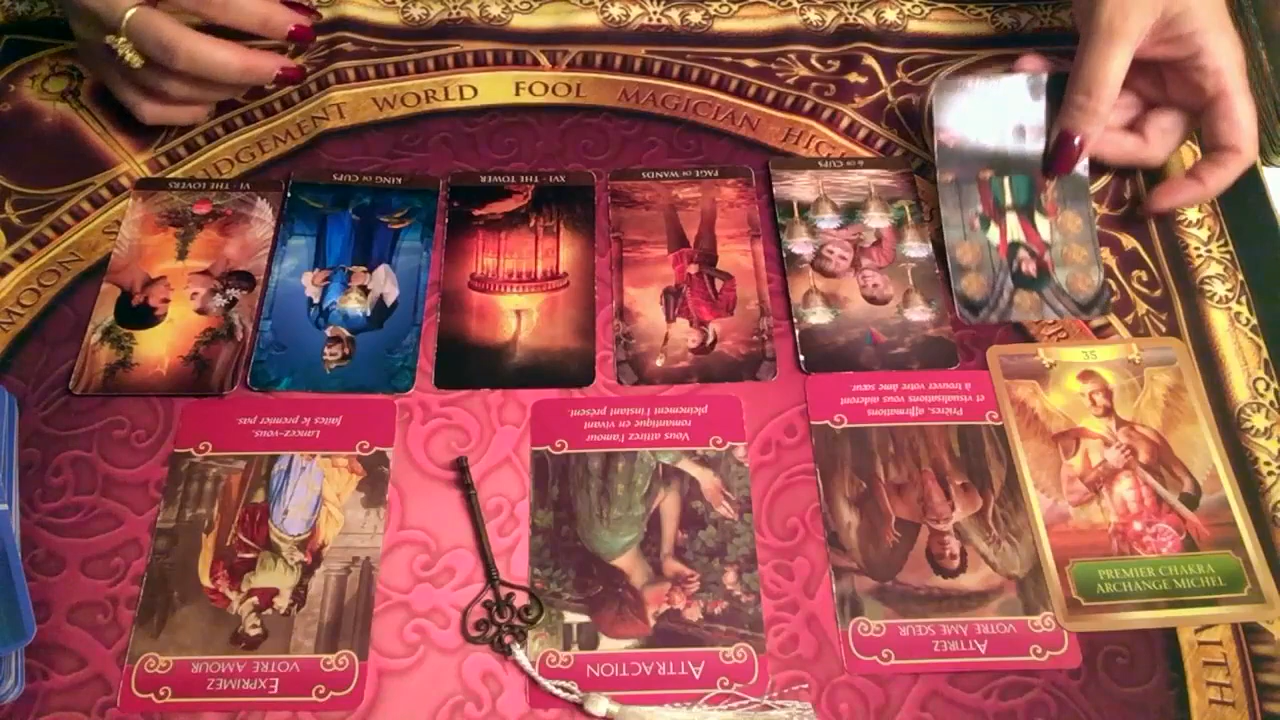 MOON
JUDGEMENT WORLD FOOL MAGICIAN HIGH
VI - THE LOVERS
KING OF CUPS
XVI - THE TOWER
PAGE OF WANDS
6 OF CUPS
Lancez-vous,
faites le premier pas.
EXPRIMEZ
VOTRE AMOUR
Vous attirez l'amour
romantique en vivant
pleinement l'instant présent.
ATTRACTION
Prières, affirmations
et visualisations vous aideront
à trouver votre âme sœur.
ATTIREZ
VOTRE ÂME SŒUR
35
PREMIER CHAKRA
ARCHANGE MICHEL